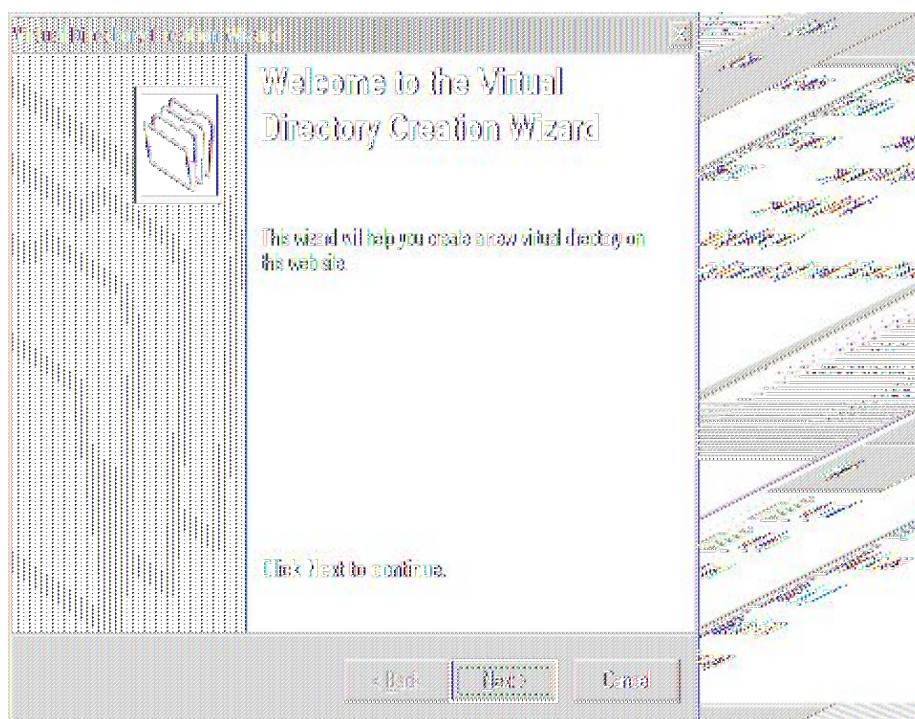 Virtual Directory Creation Wizard
Welcome to the Virtual
Directory Creation Wizard
This wizard will help you create a new virtual directory on
this web site.
Click Next to continue.
< Back
Next >
Cancel